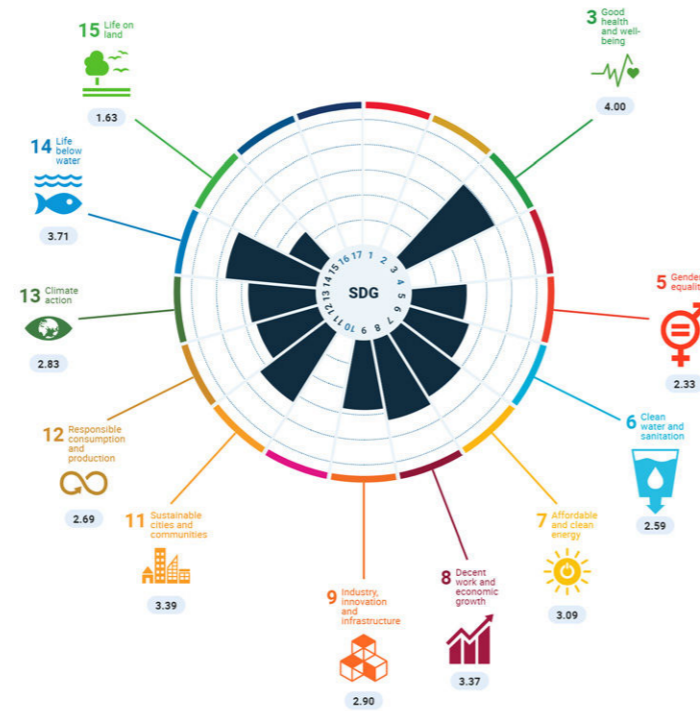 15 Life on
land
1.63
3 Good
health
and well-
being
4.00
14 Life
below
water
3.71
5 Gender
equalit
2.33
13 Climate
action
2.83
6 Clean
water and
sanitation
2.59
12 Responsible
consumption
and
production
2.69
11 Sustainable
cities and
communities
3.39
7 Affordable
and clean
energy
3.09
8 Decent
work and
economic
growth
3.37
9 Industry,
innovation
and
infrastructure
2.90
SDG
1
2
3
4
5
6
7
8
9
10
11
12
13
14
15
16
17